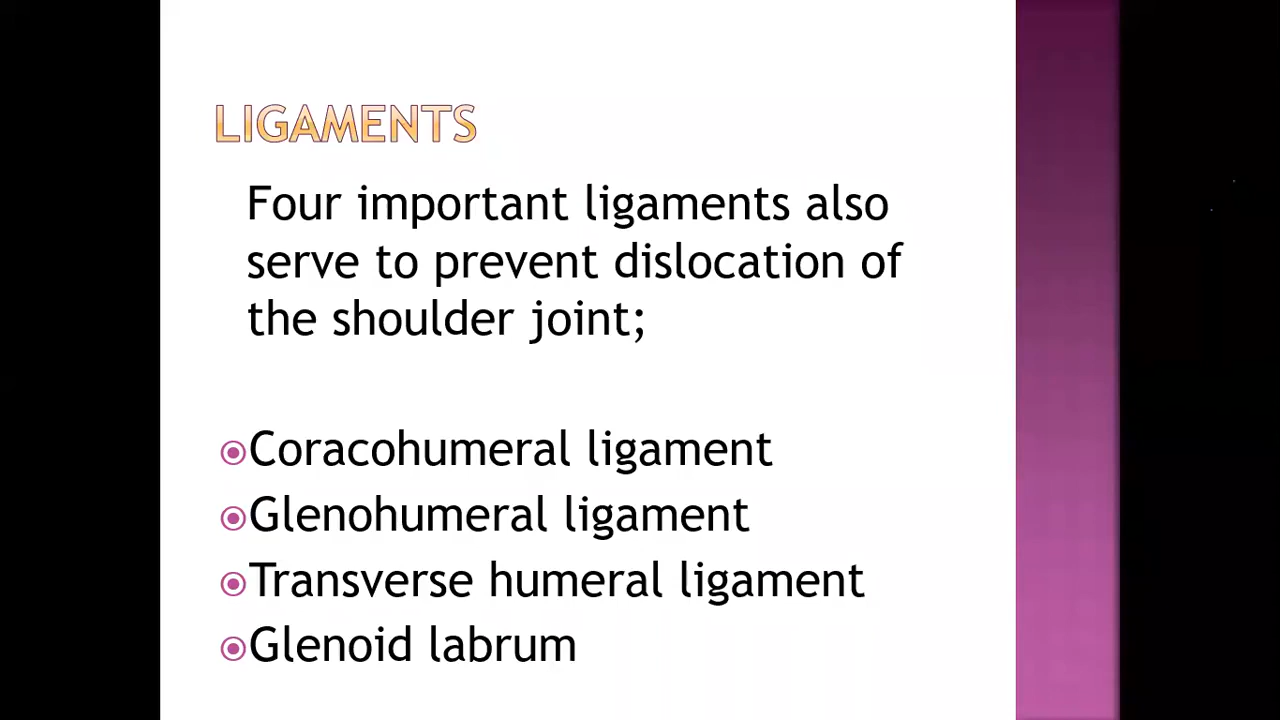 LIGAMENTS
Four important ligaments also
serve to prevent dislocation of
the shoulder joint;
Coracohumeral ligament
Glenohumeral ligament
Transverse humeral ligament
Glenoid labrum